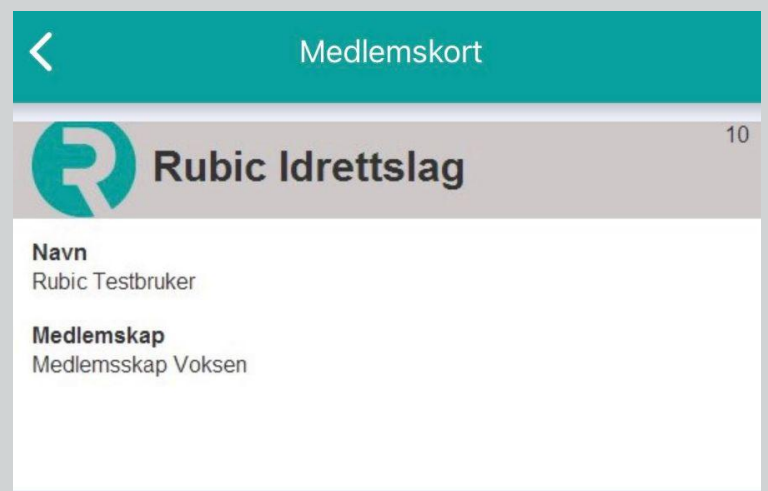 Medlemskort
Rubic Idrettslag
10
Navn
Rubic Testbruker
Medlemskap
Medlemsskap Voksen